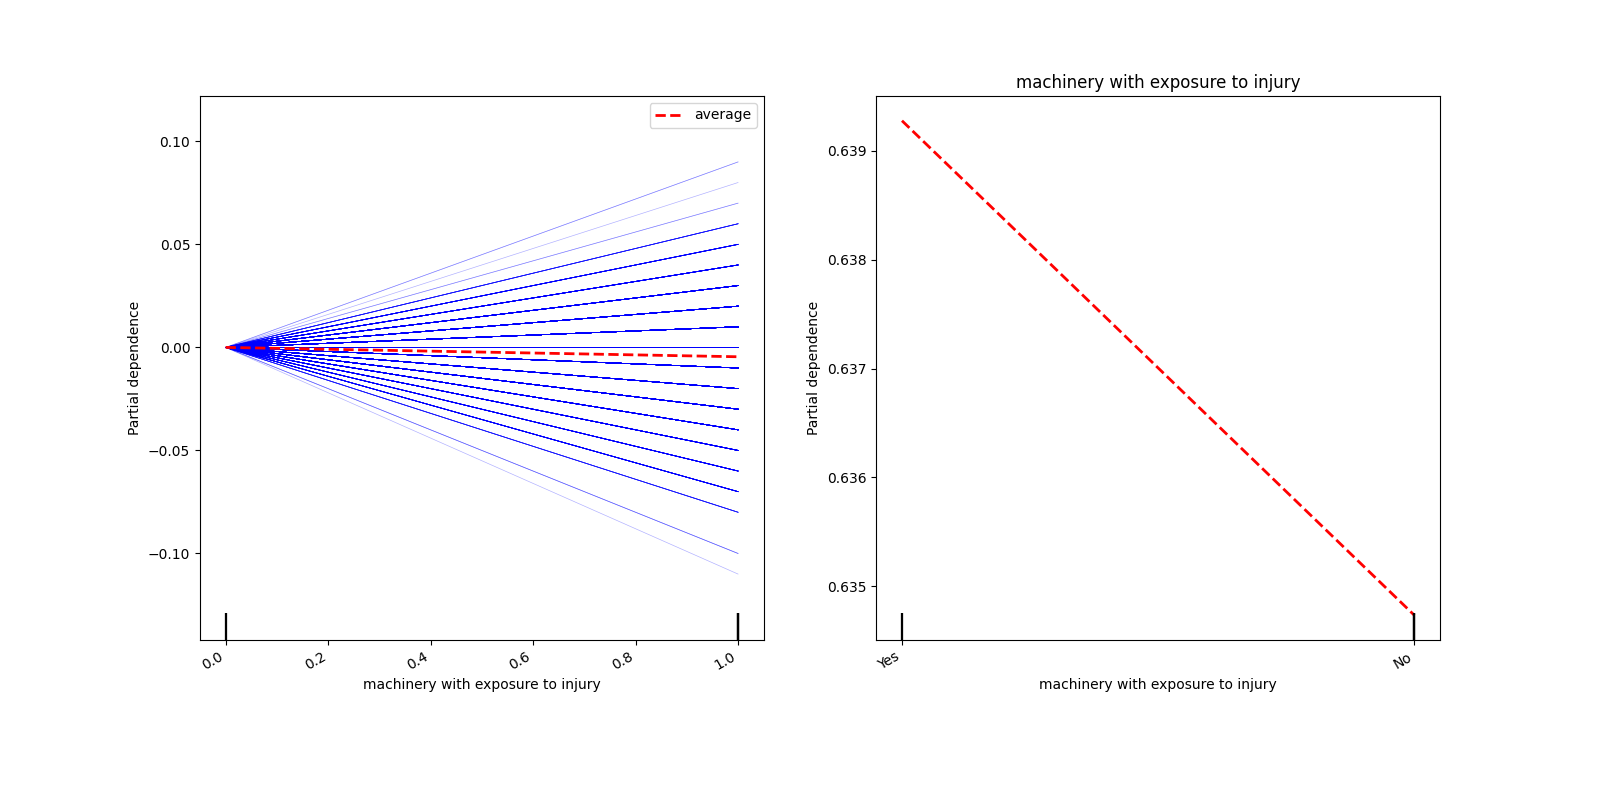 average
0.10
0.05
0.00
−0.05
−0.10
Partial dependence
0.0
0.2
0.4
0.6
0.8
1.0
machinery with exposure to injury
machinery with exposure to injury
0.639
0.638
0.637
0.636
0.635
Partial dependence
Yes
No
machinery with exposure to injury